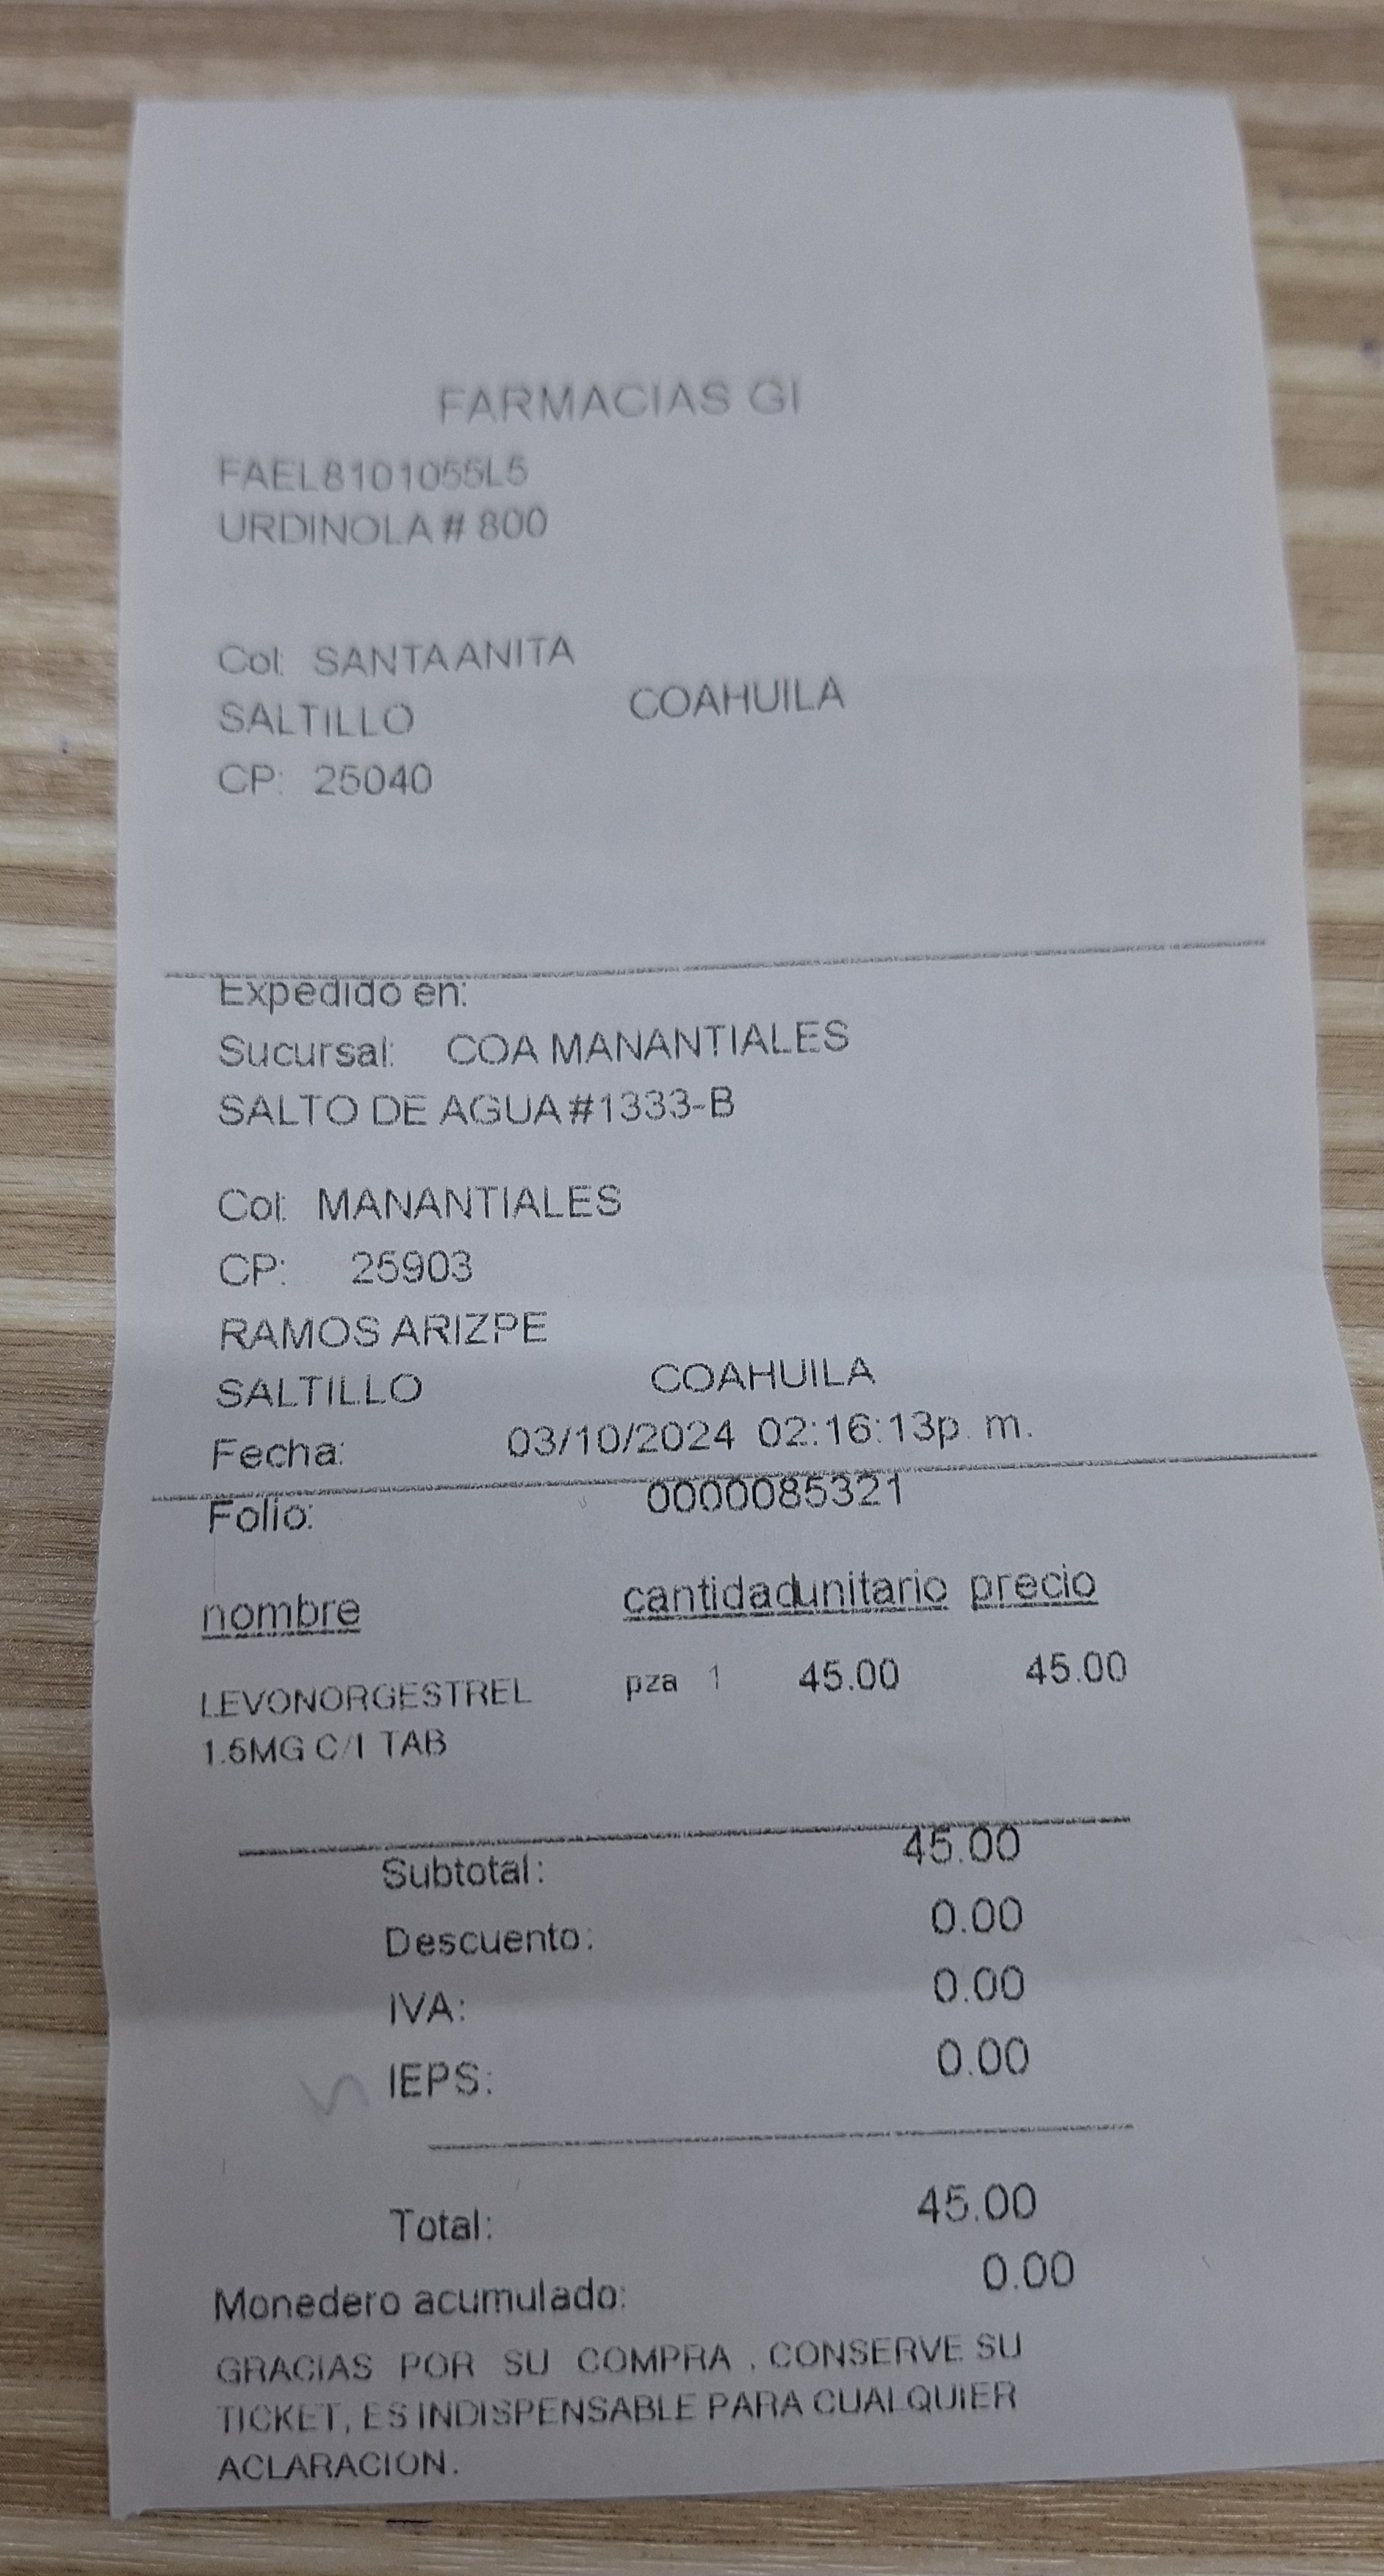 FARMACIAS GI
FAEL8101055L5
URDINOLA # 800
Col: SANTA ANITA
SALTILLO COAHUILA
CP: 25040
Expedido en:
Sucursal: COA MANANTIALES
SALTO DE AGUA #1333-B
Col: MANANTIALES
CP: 25903
RAMOS ARIZPE
SALTILLO COAHUILA
Fecha: 03/10/2024 02:16:13p. m.
Folio: 0000085321
nombre cantidad unitario precio
LEVONORGESTREL pza 1 45.00 45.00
1.5MG C/1 TAB
Subtotal: 45.00
Descuento: 0.00
IVA: 0.00
IEPS: 0.00
Total: 45.00
Monedero acumulado: 0.00
GRACIAS POR SU COMPRA . CONSERVE SU
TICKET, ES INDISPENSABLE PARA CUALQUIER
ACLARACION.